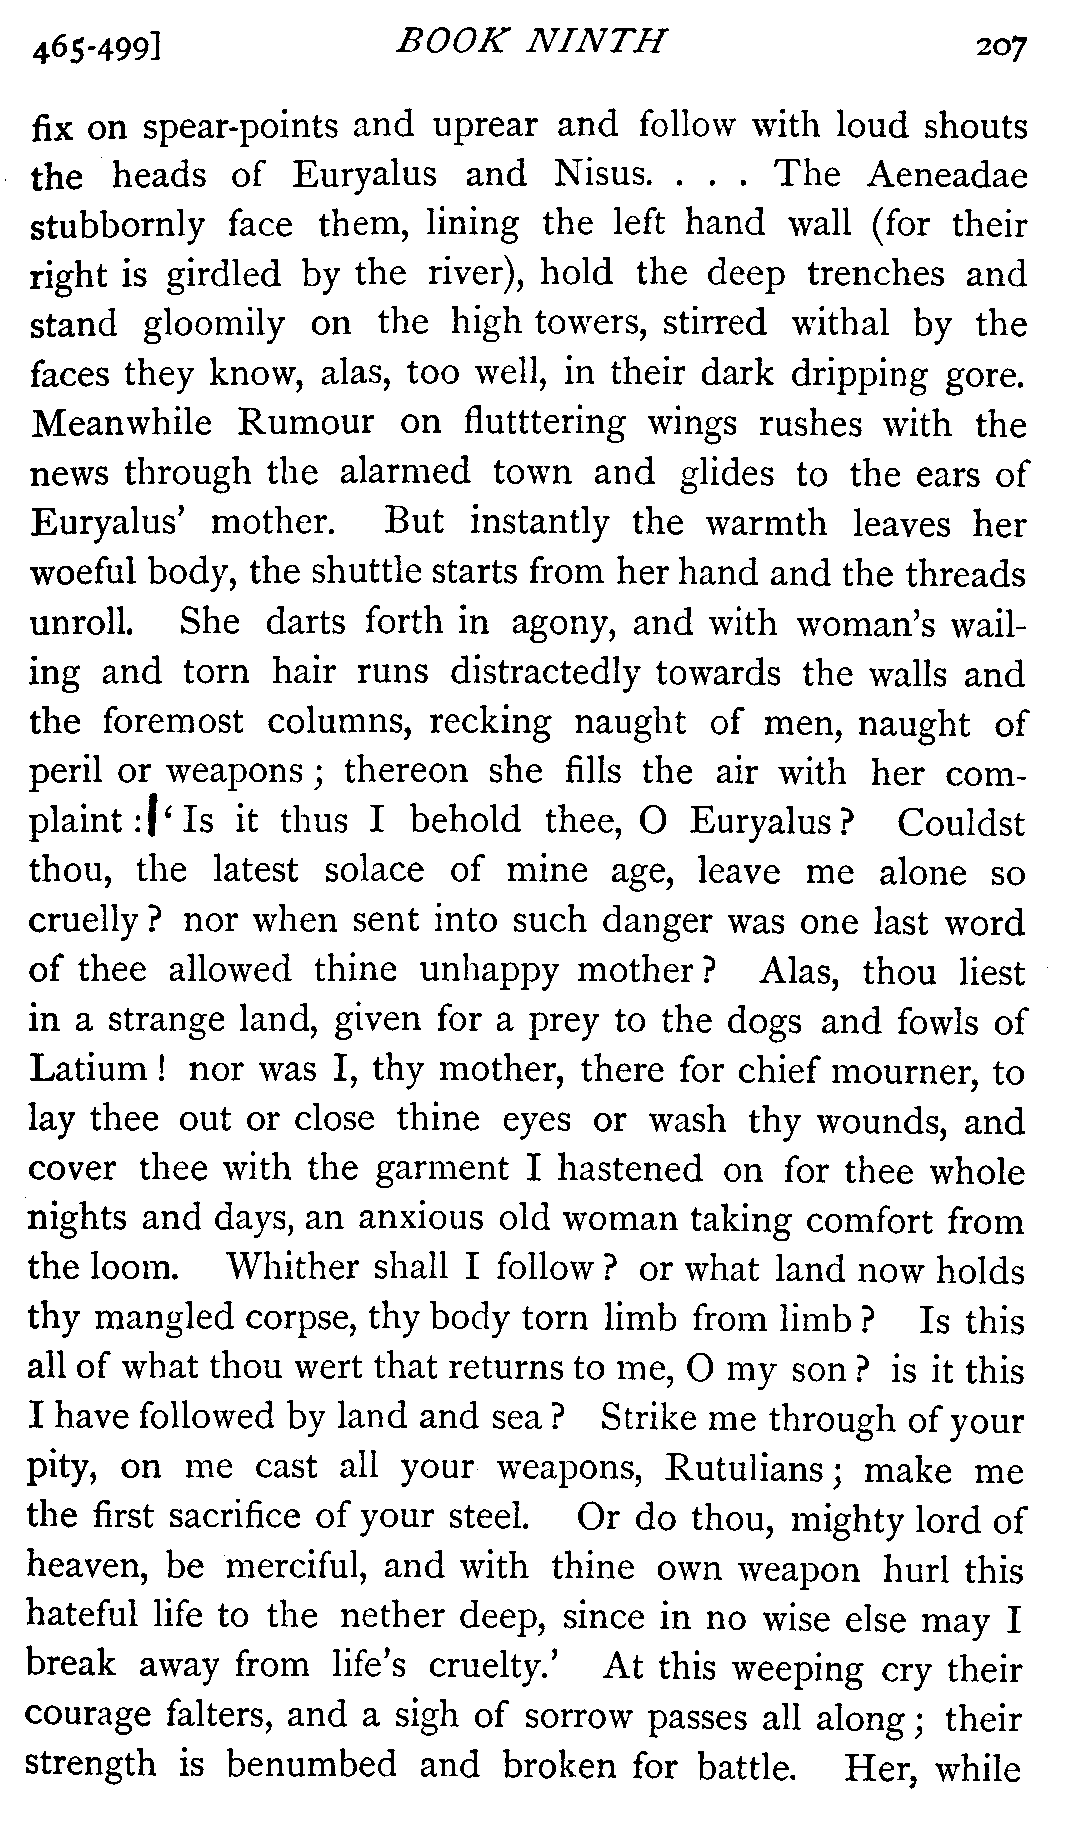 465-499] BOOK NINTH 207
fix on spear-points and uprear and follow with loud shouts
the heads of Euryalus and Nisus. . . . The Aeneadae
stubbornly face them, lining the left hand wall (for their
right is girdled by the river), hold the deep trenches and
stand gloomily on the high towers, stirred withal by the
faces they know, alas, too well, in their dark dripping gore.
Meanwhile Rumour on flutttering wings rushes with the
news through the alarmed town and glides to the ears of
Euryalus' mother. But instantly the warmth leaves her
woeful body, the shuttle starts from her hand and the threads
unroll. She darts forth in agony, and with woman's wail-
ing and torn hair runs distractedly towards the walls and
the foremost columns, recking naught of men, naught of
peril or weapons ; thereon she fills the air with her com-
plaint : ‘ Is it thus I behold thee, O Euryalus ? Couldst
thou, the latest solace of mine age, leave me alone so
cruelly ? nor when sent into such danger was one last word
of thee allowed thine unhappy mother ? Alas, thou liest
in a strange land, given for a prey to the dogs and fowls of
Latium ! nor was I, thy mother, there for chief mourner, to
lay thee out or close thine eyes or wash thy wounds, and
cover thee with the garment I hastened on for thee whole
nights and days, an anxious old woman taking comfort from
the loom. Whither shall I follow ? or what land now holds
thy mangled corpse, thy body torn limb from limb ? Is this
all of what thou wert that returns to me, O my son ? is it this
I have followed by land and sea ? Strike me through of your
pity, on me cast all your weapons, Rutulians ; make me
the first sacrifice of your steel. Or do thou, mighty lord of
heaven, be merciful, and with thine own weapon hurl this
hateful life to the nether deep, since in no wise else may I
break away from life's cruelty.’ At this weeping cry their
courage falters, and a sigh of sorrow passes all along ; their
strength is benumbed and broken for battle. Her, while